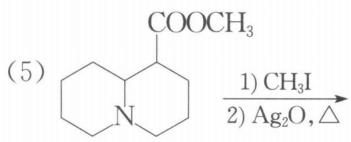 COOCH₃
(5)
N
1) CH₃I
2) Ag₂O, △